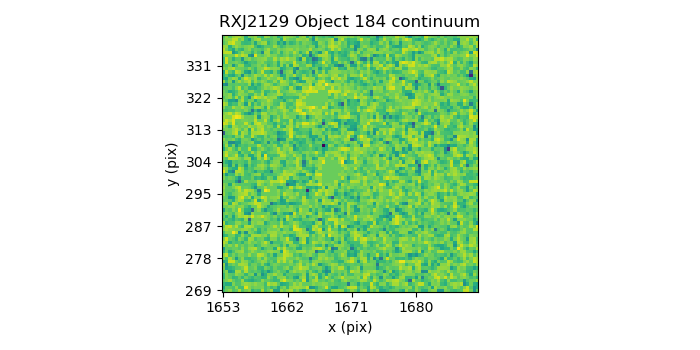 RXJ2129 Object 184 continuum
y (pix)
331
322
313
304
295
287
278
269
1653 1662 1671 1680
x (pix)